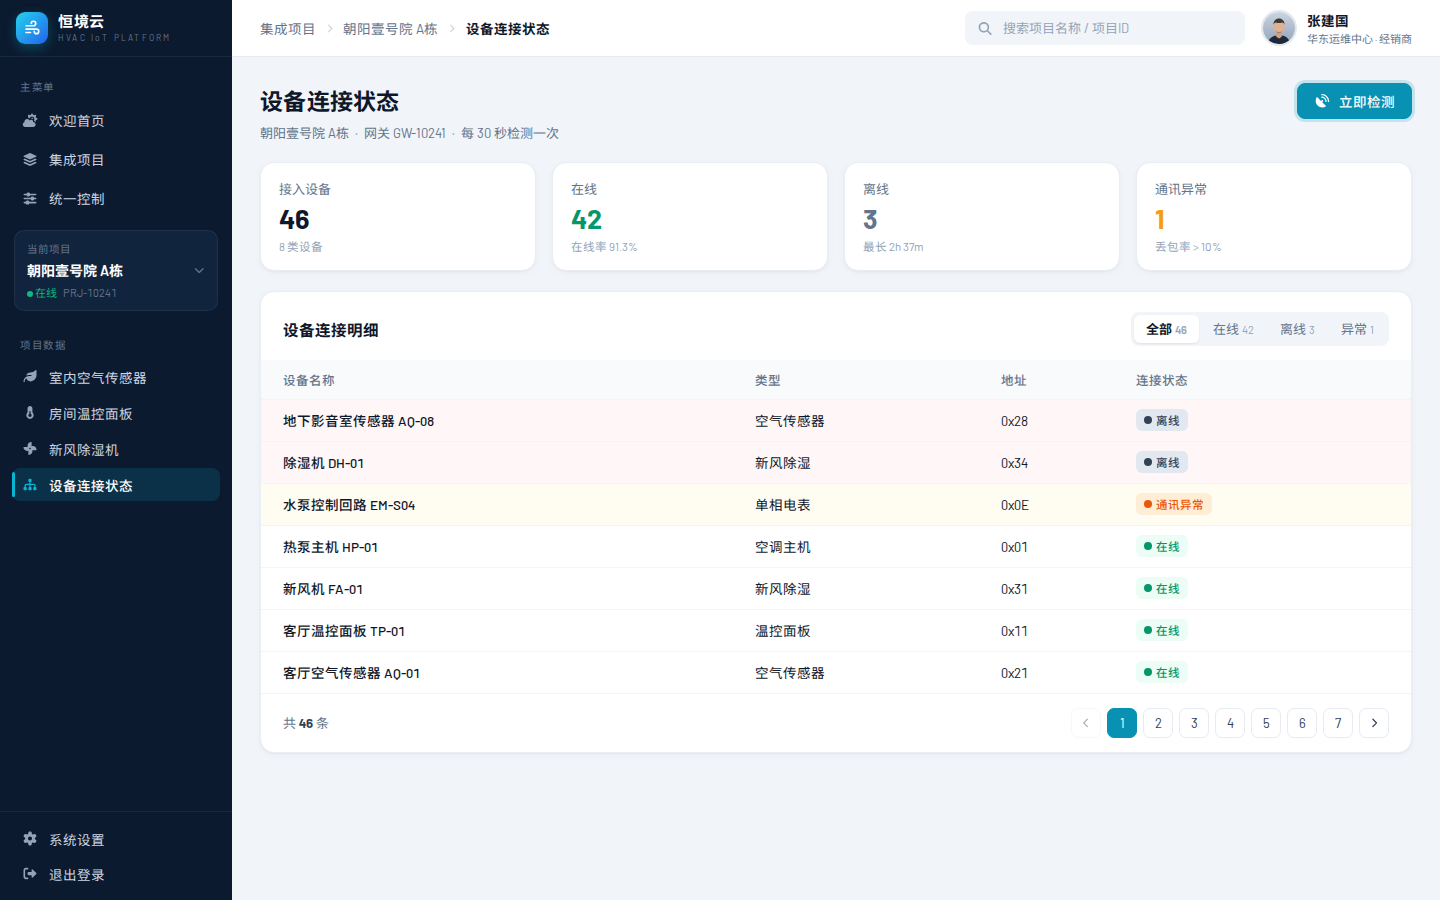 恒境云
HVAC IoT PLATFORM
主菜单
欢迎首页
集成项目
统一控制
当前项目
朝阳壹号院 A栋
在线 PRJ-10241
项目数据
室内空气传感器
房间温控面板
新风除湿机
设备连接状态
系统设置
退出登录
集成项目 朝阳壹号院 A栋 设备连接状态
搜索项目名称 / 项目ID
张建国
华东运维中心 · 经销商
设备连接状态
朝阳壹号院 A栋 · 网关 GW-10241 · 每 30 秒检测一次
立即检测
接入设备
46
8 类设备
在线
42
在线率 91.3%
离线
3
最长 2h 37m
通讯异常
1
丢包率 > 10%
设备连接明细
全部 46 在线 42 离线 3 异常 1
设备名称 类型 地址 连接状态
地下影音室传感器 AQ-08 空气传感器 0x28 离线
除湿机 DH-01 新风除湿 0x34 离线
水泵控制回路 EM-S04 单相电表 0x0E 通讯异常
热泵主机 HP-01 空调主机 0x01 在线
新风机 FA-01 新风除湿 0x31 在线
客厅温控面板 TP-01 温控面板 0x11 在线
客厅空气传感器 AQ-01 空气传感器 0x21 在线
共 46 条
1 2 3 4 5 6 7